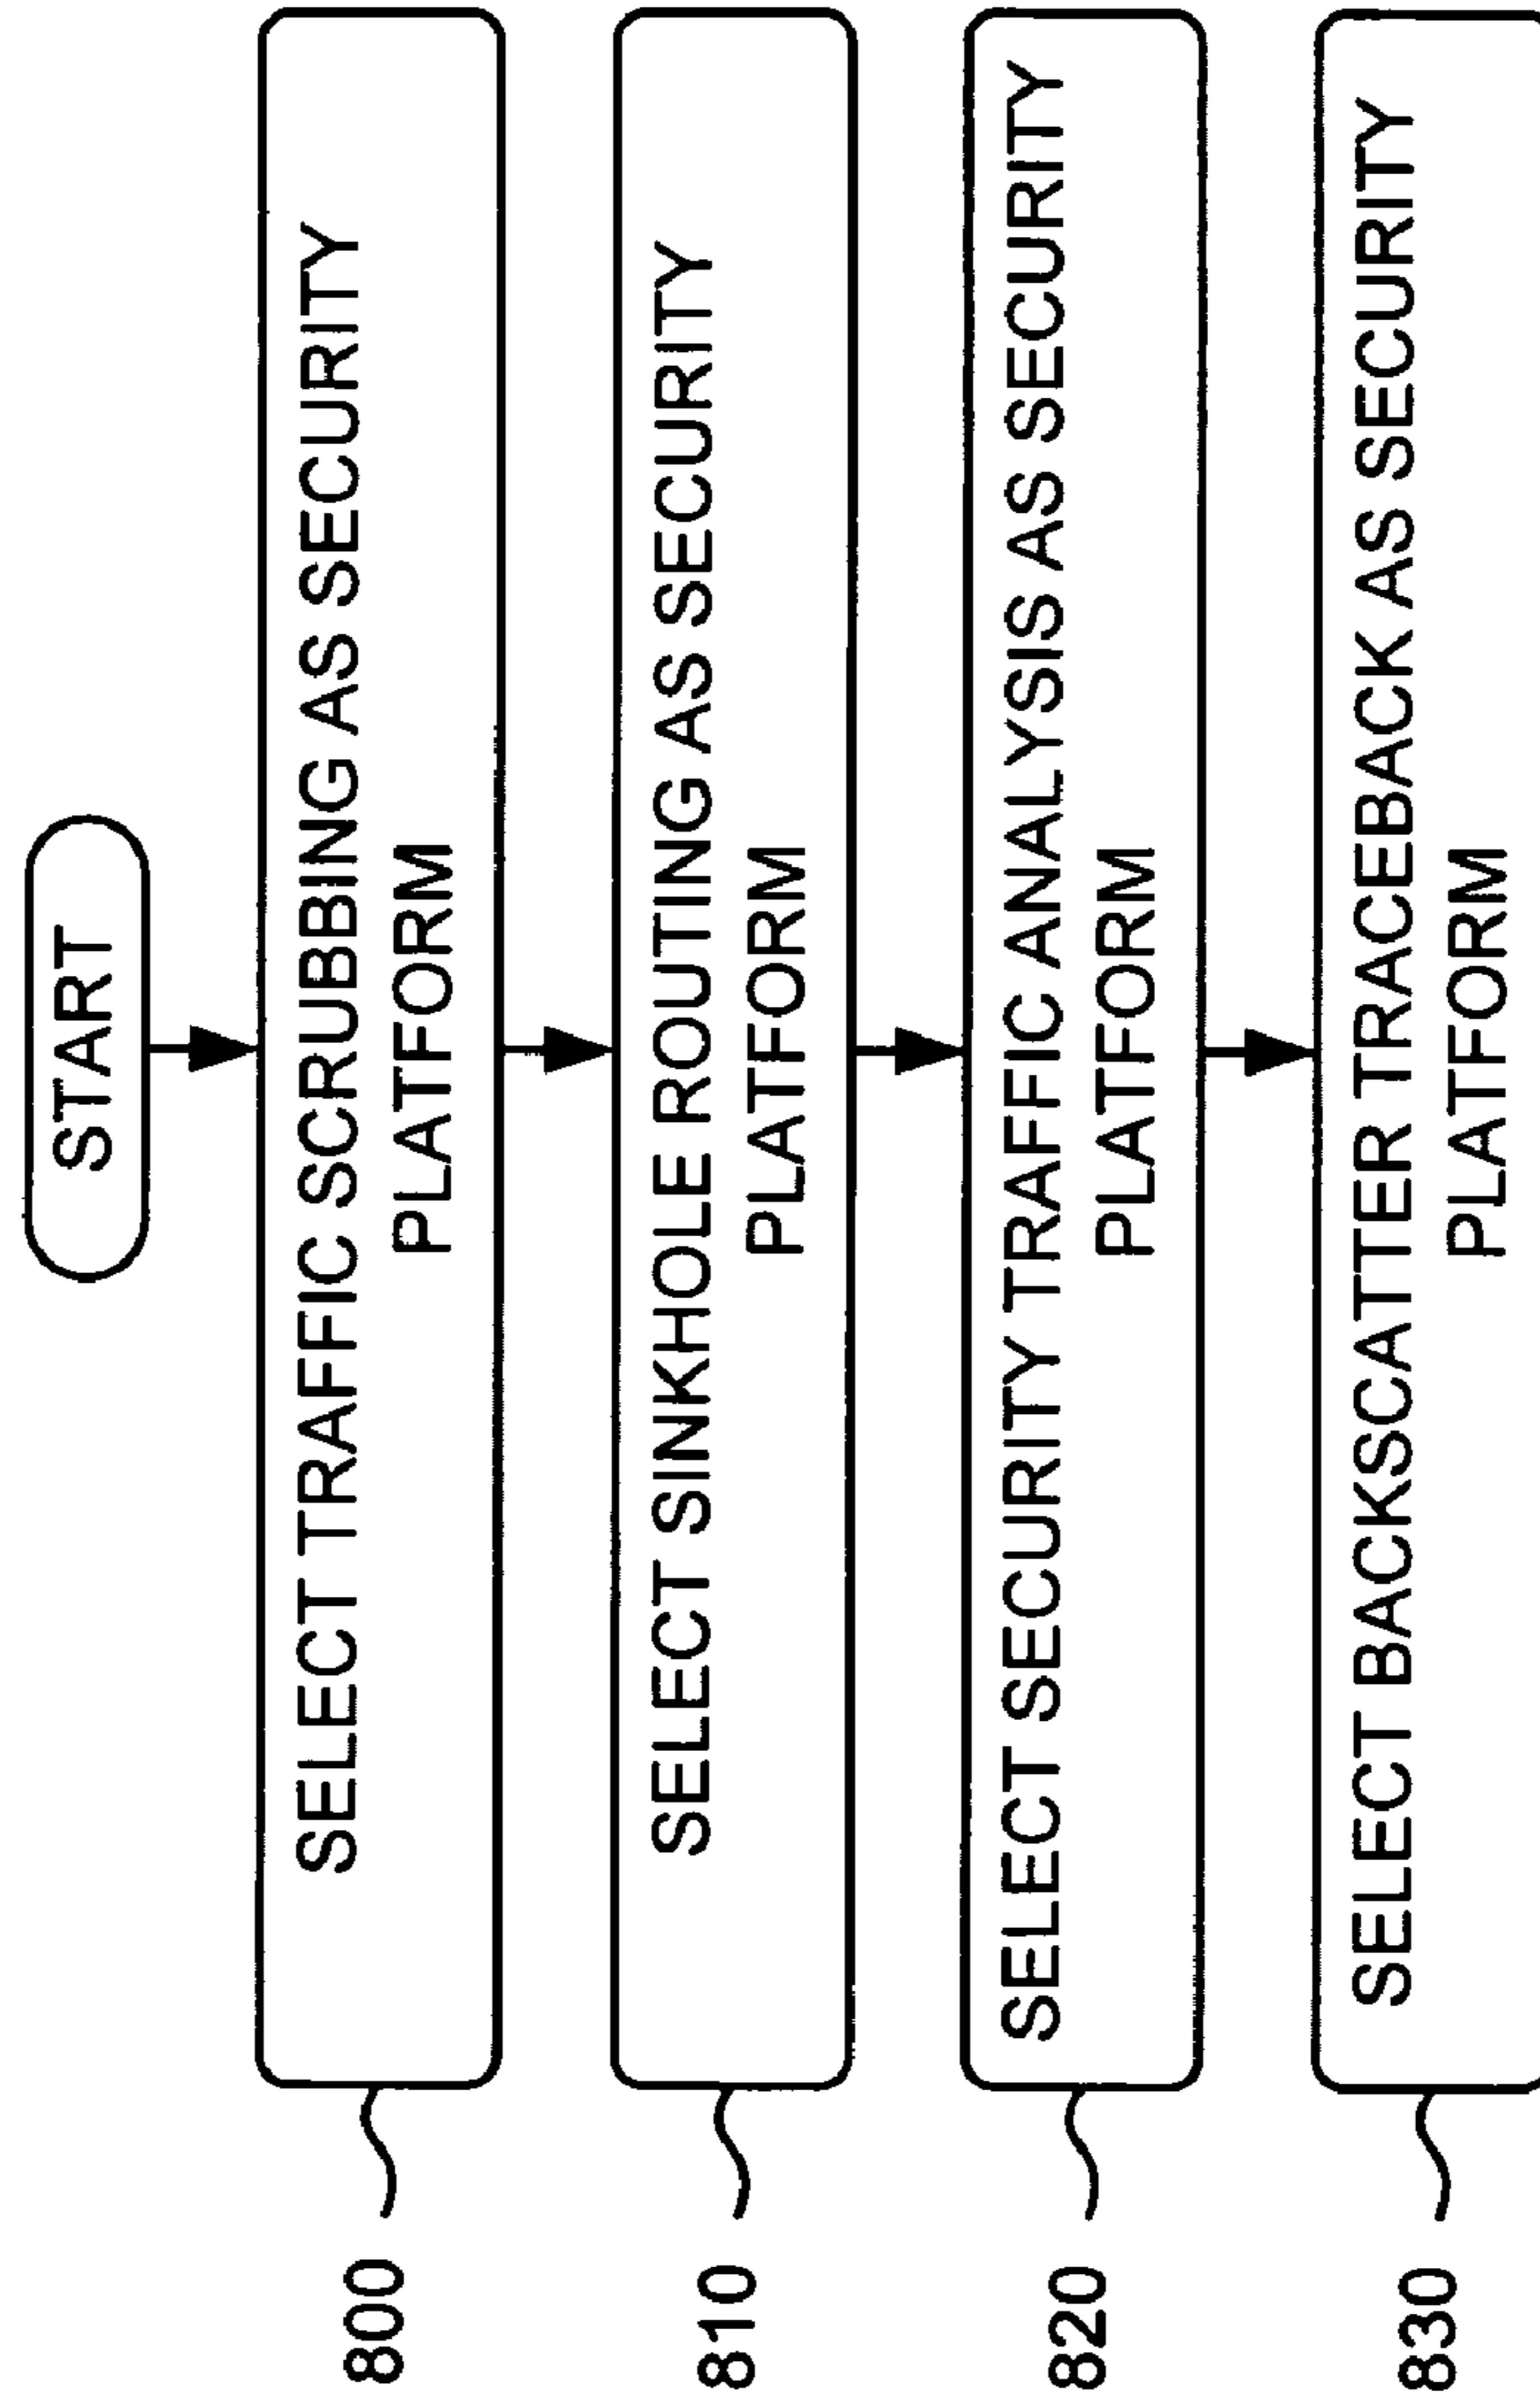 START
800
SELECT TRAFFIC SCRUBBING AS SECURITY
PLATFORM
810
SELECT SINKHOLE ROUTING AS SECURITY
PLATFORM
820
SELECT SECURITY TRAFFIC ANALYSIS AS SECURITY
PLATFORM
830
SELECT BACKSCATTER TRACEBACK AS SECURITY
PLATFORM